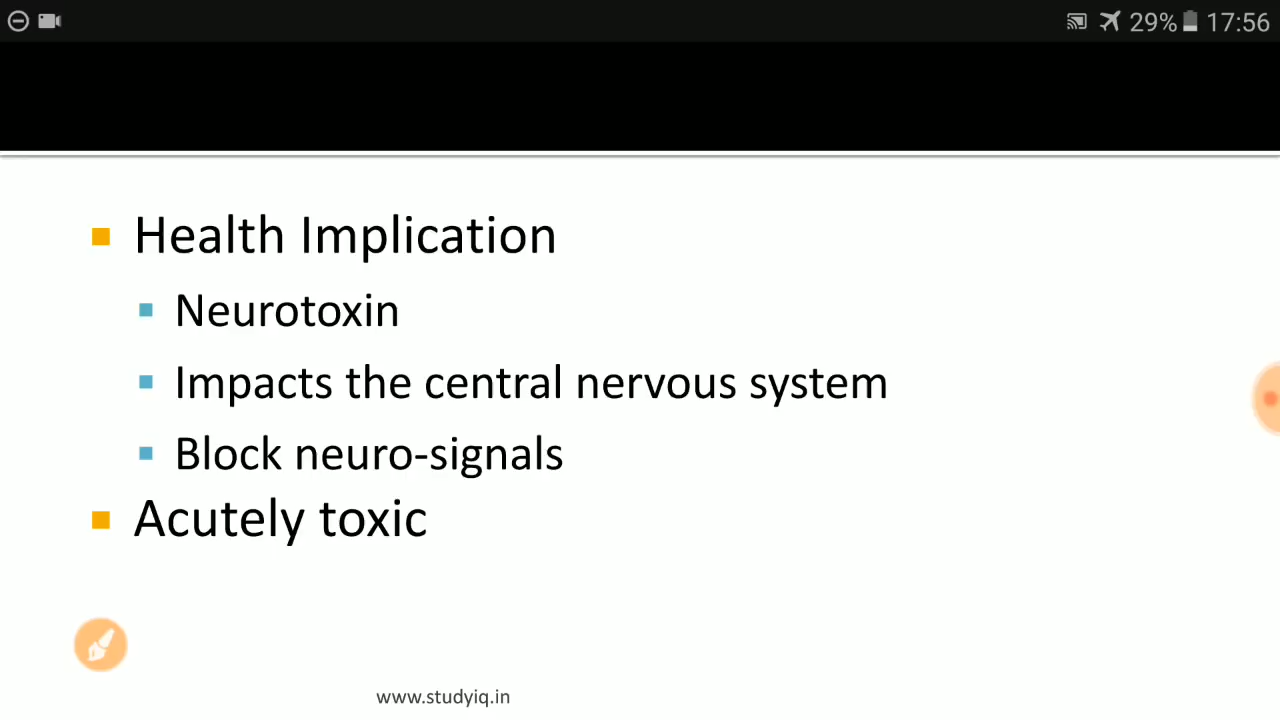 29% 17:56
Health Implication
Neurotoxin
Impacts the central nervous system
Block neuro-signals
Acutely toxic
www.studyiq.in